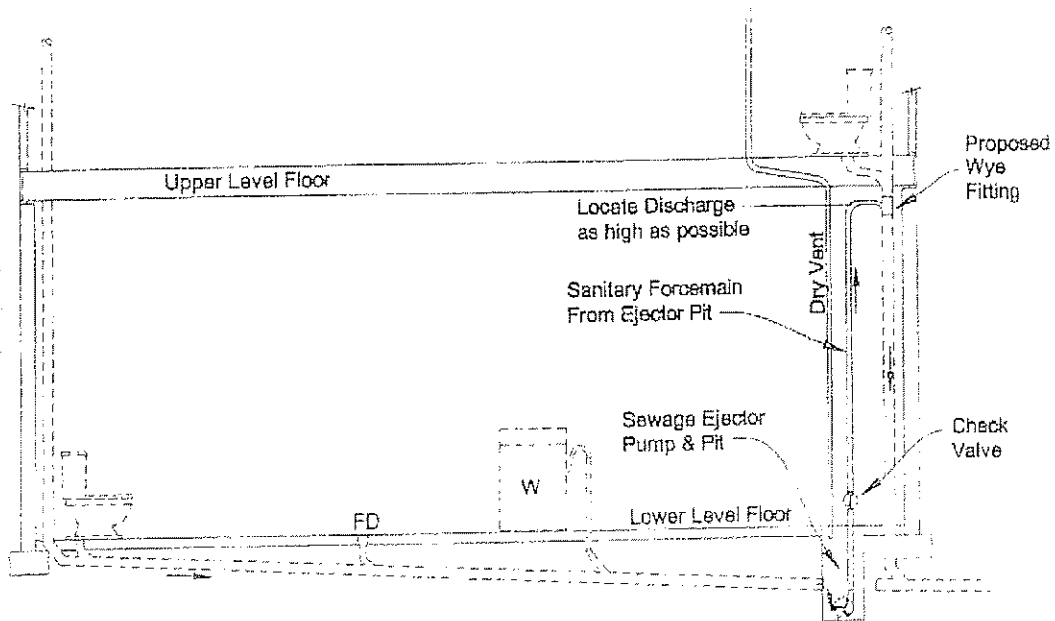 Upper Level Floor
Proposed
Wye
Fitting
Locate Discharge
as high as possible
Dry Vent
Sanitary Forcemain
From Ejector Pit
Sewage Ejector
Pump & Pit
Check
Valve
W
FD
Lower Level Floor